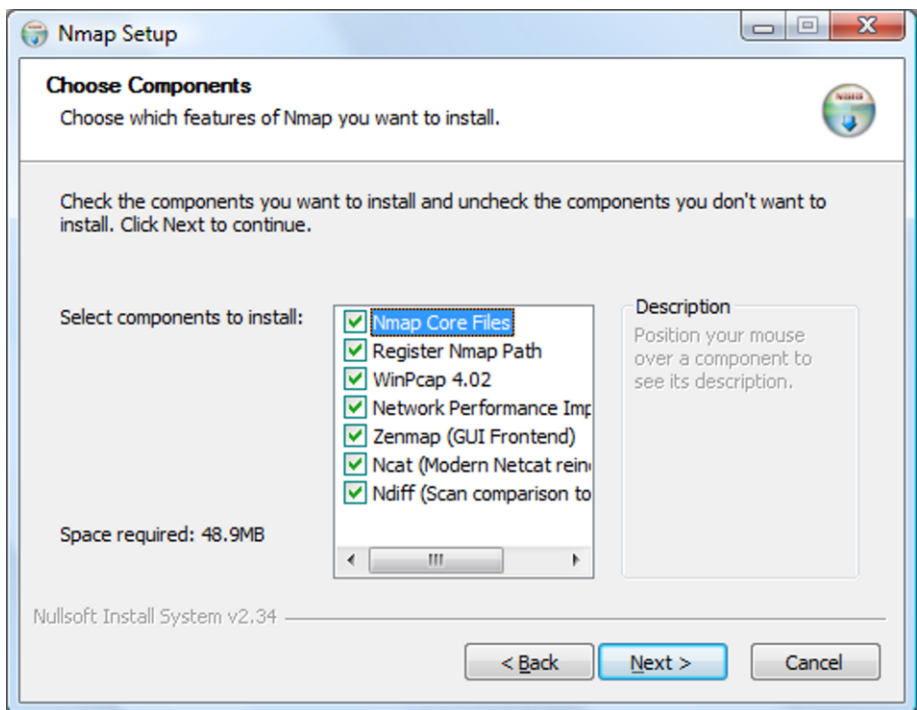 Nmap Setup
Choose Components
Choose which features of Nmap you want to install.
Check the components you want to install and uncheck the components you don't want to
install. Click Next to continue.
Select components to install:
Nmap Core Files
Register Nmap Path
WinPcap 4.02
Network Performance Imp
Zenmap (GUI Frontend)
Ncat (Modern Netcat rein
Ndiff (Scan comparison to
Description
Position your mouse
over a component to
see its description.
Space required: 48.9MB
Nullsoft Install System v2.34
< Back
Next >
Cancel